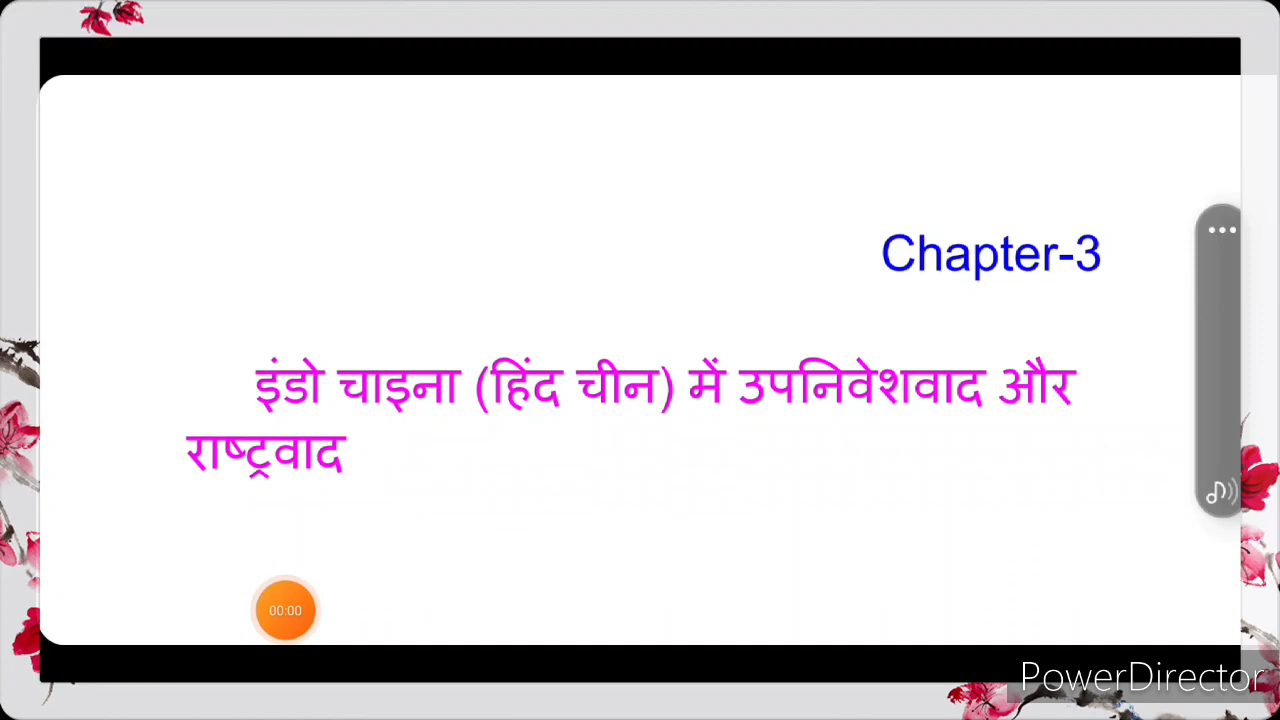 Chapter-3
इंडो चाइना (हिंद चीन) में उपनिवेशवाद और
राष्ट्रवाद
00:00
PowerDirector